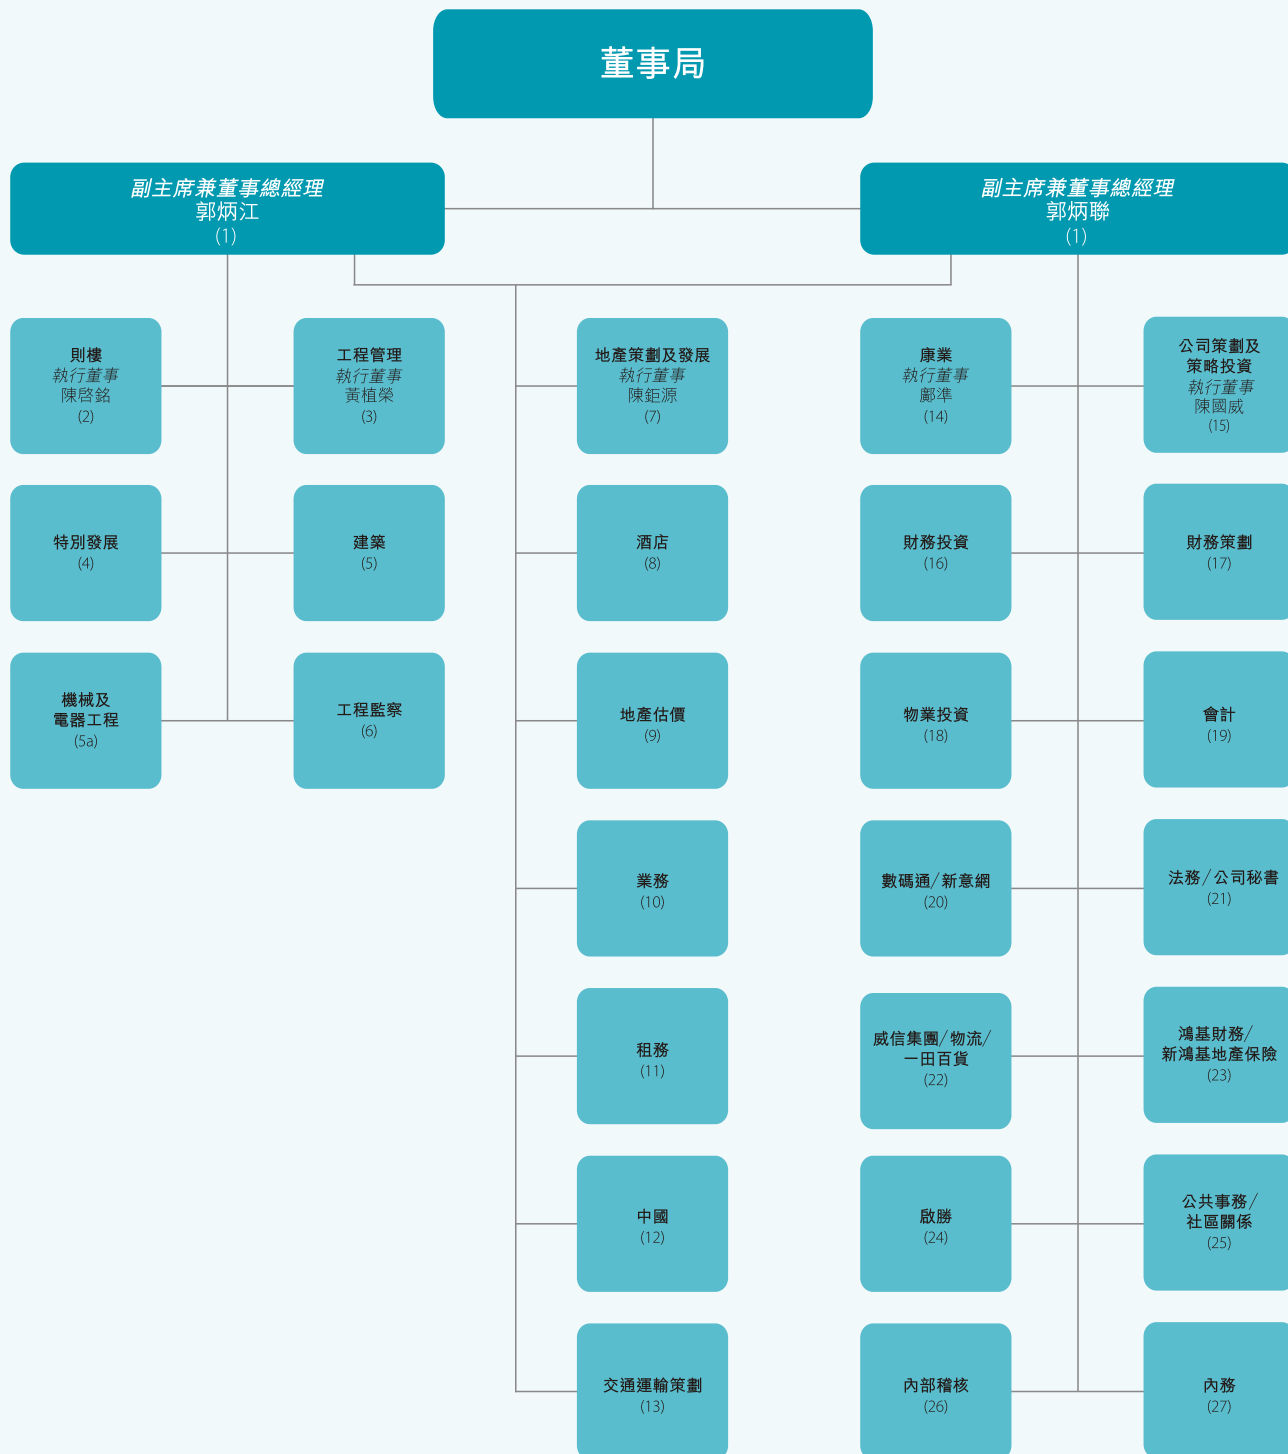 董事局
副主席兼董事總經理
郭炳江
(1)
副主席兼董事總經理
郭炳聯
(1)
則樓
執行董事
陳啓銘
(2)
工程管理
執行董事
黃植榮
(3)
地產策劃及發展
執行董事
陳鉅源
(7)
康業
執行董事
鄺準
(14)
公司策劃及
策略投資
執行董事
陳國威
(15)
特別發展
(4)
建築
(5)
酒店
(8)
財務投資
(16)
財務策劃
(17)
機械及
電器工程
(5a)
工程監察
(6)
地產估價
(9)
物業投資
(18)
會計
(19)
業務
(10)
數碼通/新意網
(20)
法務/公司秘書
(21)
租務
(11)
威信集團/物流/
一田百貨
(22)
鴻基財務/
新鴻基地產保險
(23)
中國
(12)
啟勝
(24)
公共事務/
社區關係
(25)
交通運輸策劃
(13)
內部稽核
(26)
內務
(27)